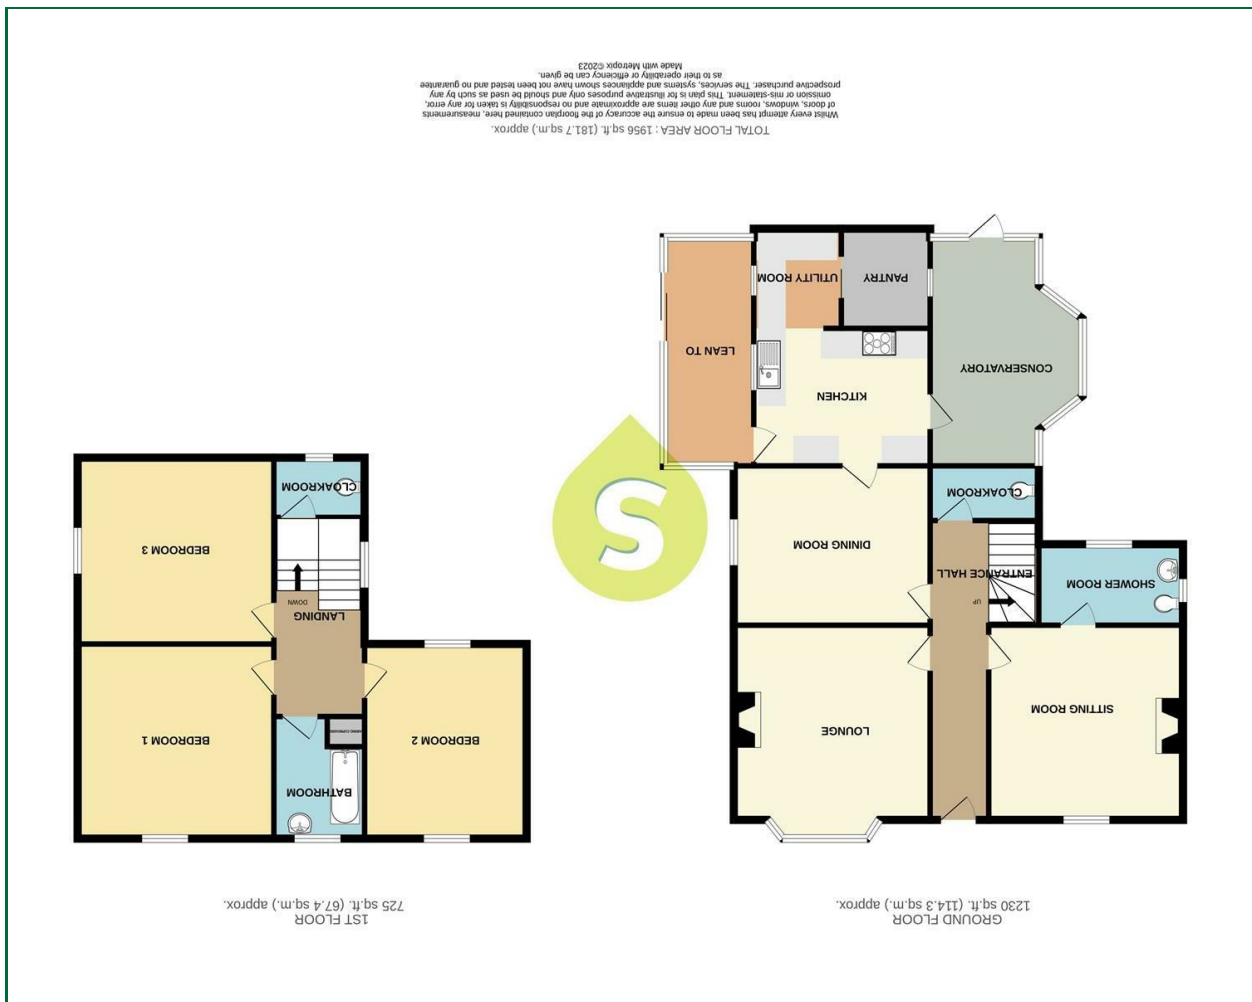 GROUND FLOOR
1230 sq.ft. (114.3 sq.m.) approx.
SITTING ROOM
LOUNGE
SHOWER ROOM
UP
ENTRANCE HALL
DINING ROOM
CLOAKROOM
KITCHEN
CONSERVATORY
LEAN TO
PANTRY
UTILITY ROOM
1ST FLOOR
725 sq.ft. (67.4 sq.m.) approx.
BATHROOM
BEDROOM 2
BEDROOM 1
AIRING CUPBOARD
LANDING
DOWN
BEDROOM 3
CLOAKROOM
S
TOTAL FLOOR AREA : 1956 sq.ft. (181.7 sq.m.) approx.
Whilst every attempt has been made to ensure the accuracy of the floorplan contained here, measurements
of doors, windows, rooms and any other items are approximate and no responsibility is taken for any error,
omission or mis-statement. This plan is for illustrative purposes only and should be used as such by any
prospective purchaser. The services, systems and appliances shown have not been tested and no guarantee
as to their operability or efficiency can be given.
Made with Metropix ©2023